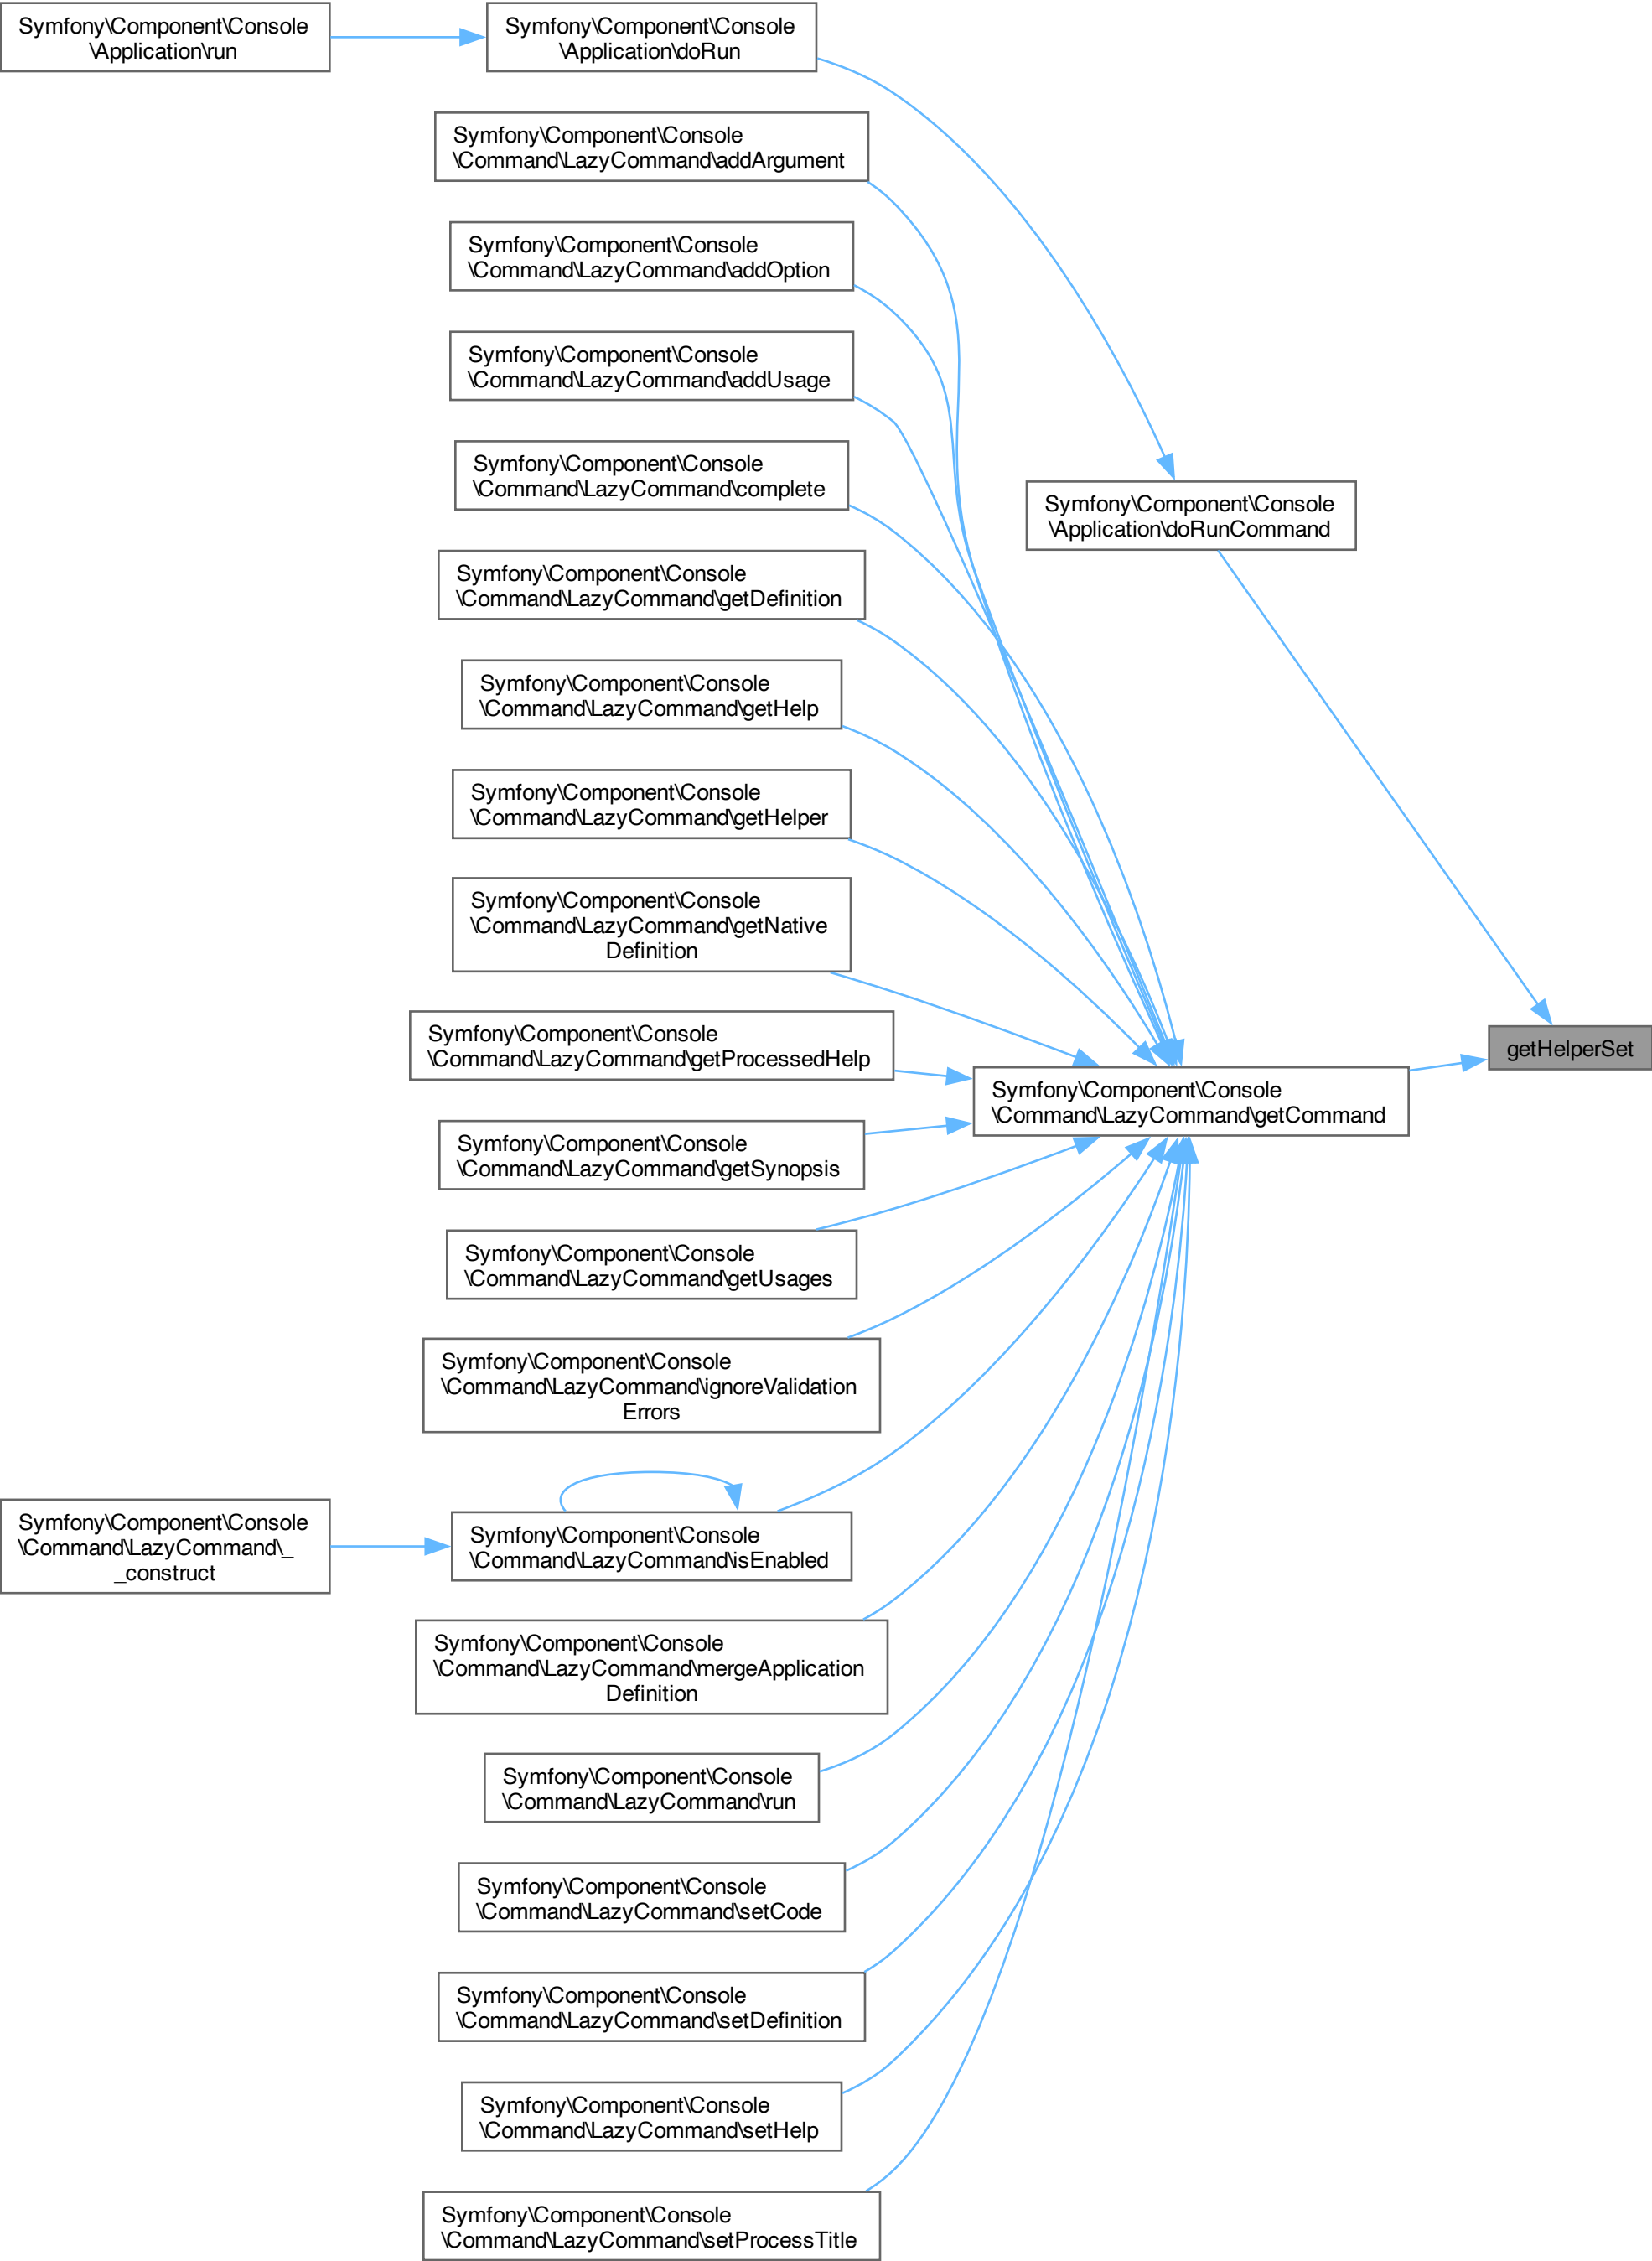 Symfony\Component\Console
\Application\run
Symfony\Component\Console
\Application\doRun
Symfony\Component\Console
\Command\LazyCommand\addArgument
Symfony\Component\Console
\Command\LazyCommand\addOption
Symfony\Component\Console
\Command\LazyCommand\addUsage
Symfony\Component\Console
\Command\LazyCommand\complete
Symfony\Component\Console
\Application\doRunCommand
Symfony\Component\Console
\Command\LazyCommand\getDefinition
Symfony\Component\Console
\Command\LazyCommand\getHelp
Symfony\Component\Console
\Command\LazyCommand\getHelper
Symfony\Component\Console
\Command\LazyCommand\getNative
Definition
Symfony\Component\Console
\Command\LazyCommand\getProcessedHelp
getHelperSet
Symfony\Component\Console
\Command\LazyCommand\getCommand
Symfony\Component\Console
\Command\LazyCommand\getSynopsis
Symfony\Component\Console
\Command\LazyCommand\getUsages
Symfony\Component\Console
\Command\LazyCommand\ignoreValidation
Errors
Symfony\Component\Console
\Command\LazyCommand\_
_construct
Symfony\Component\Console
\Command\LazyCommand\isEnabled
Symfony\Component\Console
\Command\LazyCommand\mergeApplication
Definition
Symfony\Component\Console
\Command\LazyCommand\run
Symfony\Component\Console
\Command\LazyCommand\setCode
Symfony\Component\Console
\Command\LazyCommand\setDefinition
Symfony\Component\Console
\Command\LazyCommand\setHelp
Symfony\Component\Console
\Command\LazyCommand\setProcessTitle